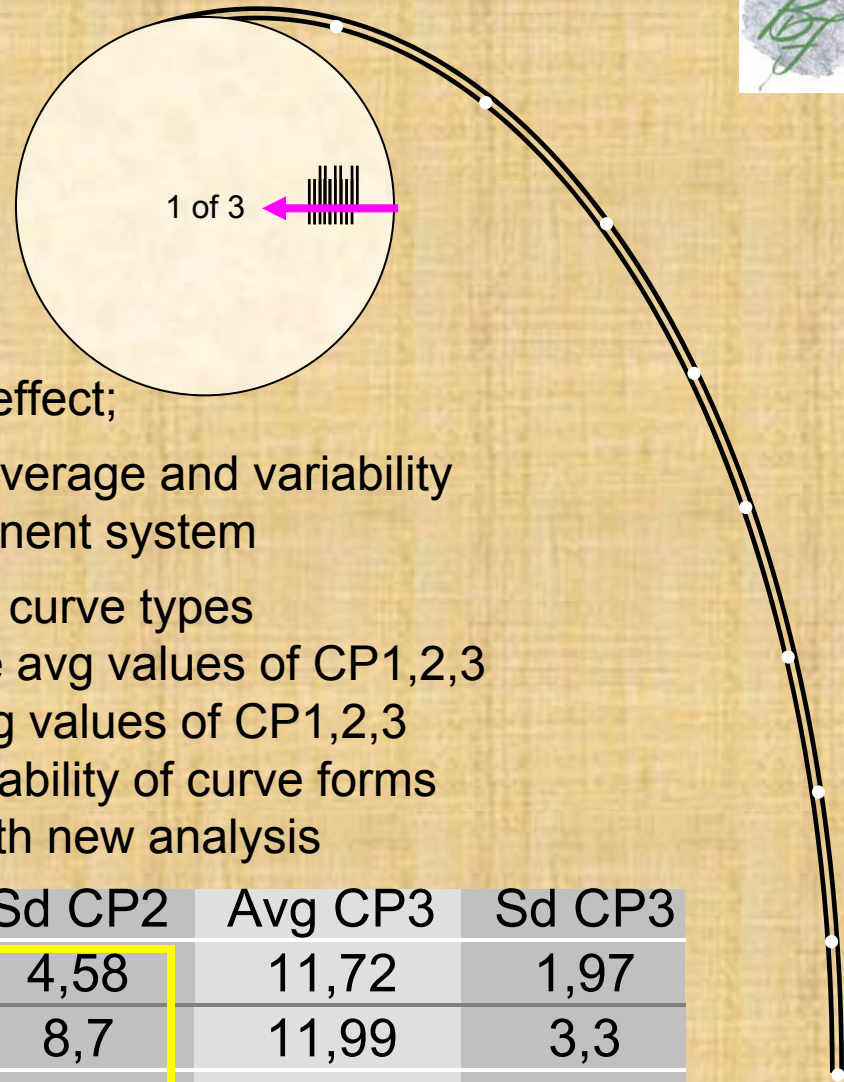 1 of 3
effect;
verage and variability
nent system
curve types
e avg values of CP1,2,3
g values of CP1,2,3
ability of curve forms
th new analysis
Sd CP2 Avg CP3 Sd CP3
4,58 11,72 1,97
8,7 11,99 3,3